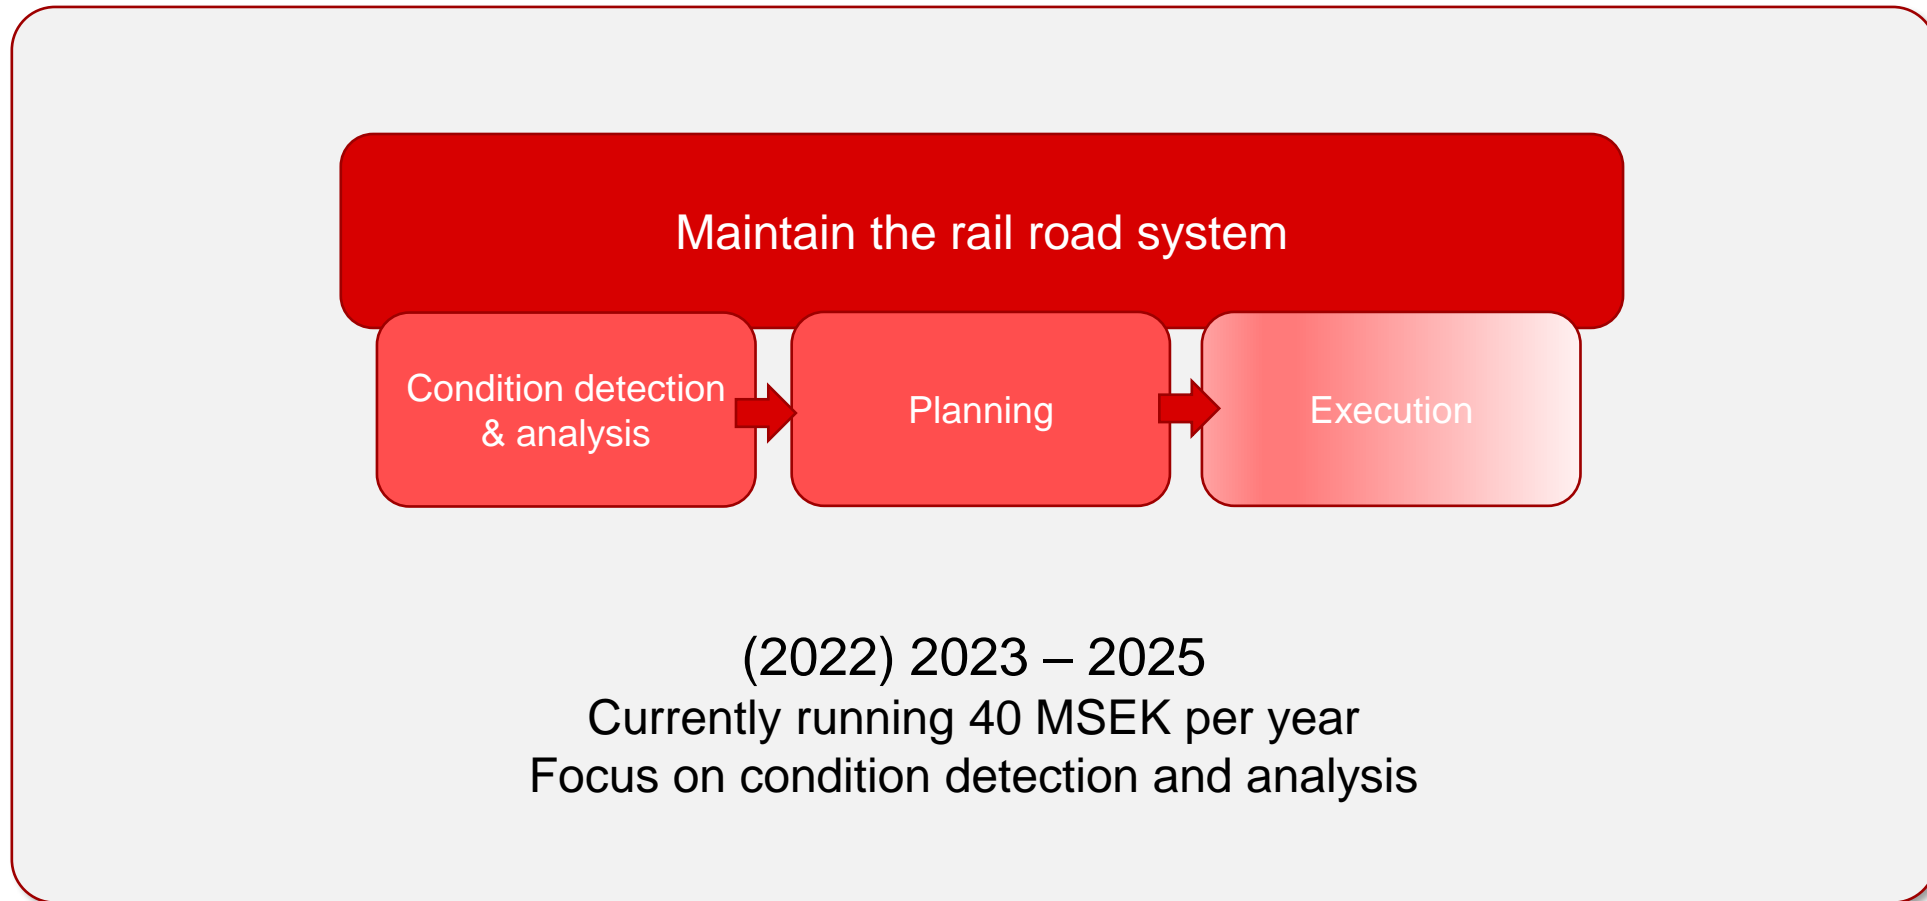 Maintain the rail road system
Condition detection
& analysis
Planning
Execution
(2022) 2023 – 2025
Currently running 40 MSEK per year
Focus on condition detection and analysis